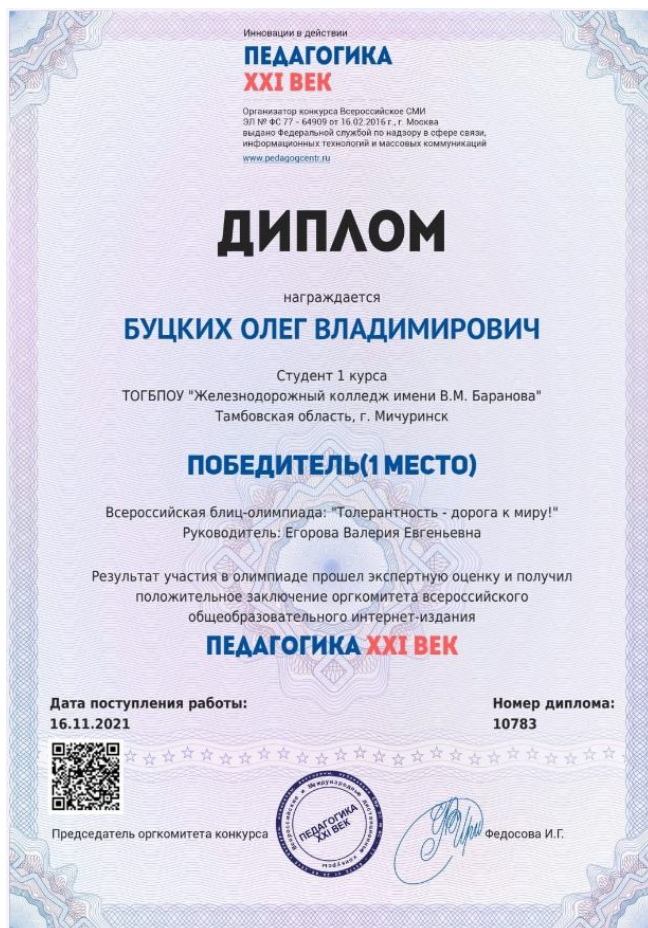 Инновации в действии
ПЕДАГОГИКА
XXI ВЕК
Организатор конкурса Всероссийское СМИ
ЭЛ № ФС 77 - 64909 от 16.02.2016 г., г. Москва
выдано Федеральной службой по надзору в сфере связи,
информационных технологий и массовых коммуникаций
www.pedagogcentr.ru
ДИПЛОМ
награждается
БУЦКИХ ОЛЕГ ВЛАДИМИРОВИЧ
Студент 1 курса
ТОГБПОУ "Железнодорожный колледж имени В.М. Баранова"
Тамбовская область, г. Мичуринск
ПОБЕДИТЕЛЬ(1 МЕСТО)
Всероссийская блиц-олимпиада: "Толерантность - дорога к миру!"
Руководитель: Егорова Валерия Евгеньевна
Результат участия в олимпиаде прошел экспертную оценку и получил
положительное заключение оргкомитета всероссийского
общеобразовательного интернет-издания
ПЕДАГОГИКА XXI ВЕК
Дата поступления работы:
16.11.2021
Номер диплома:
10783
Председатель оргкомитета конкурса
Всероссийские и Международные дистанционные конкурсы
ПЕДАГОГИКА
XXI ВЕК
Федосова И.Г.